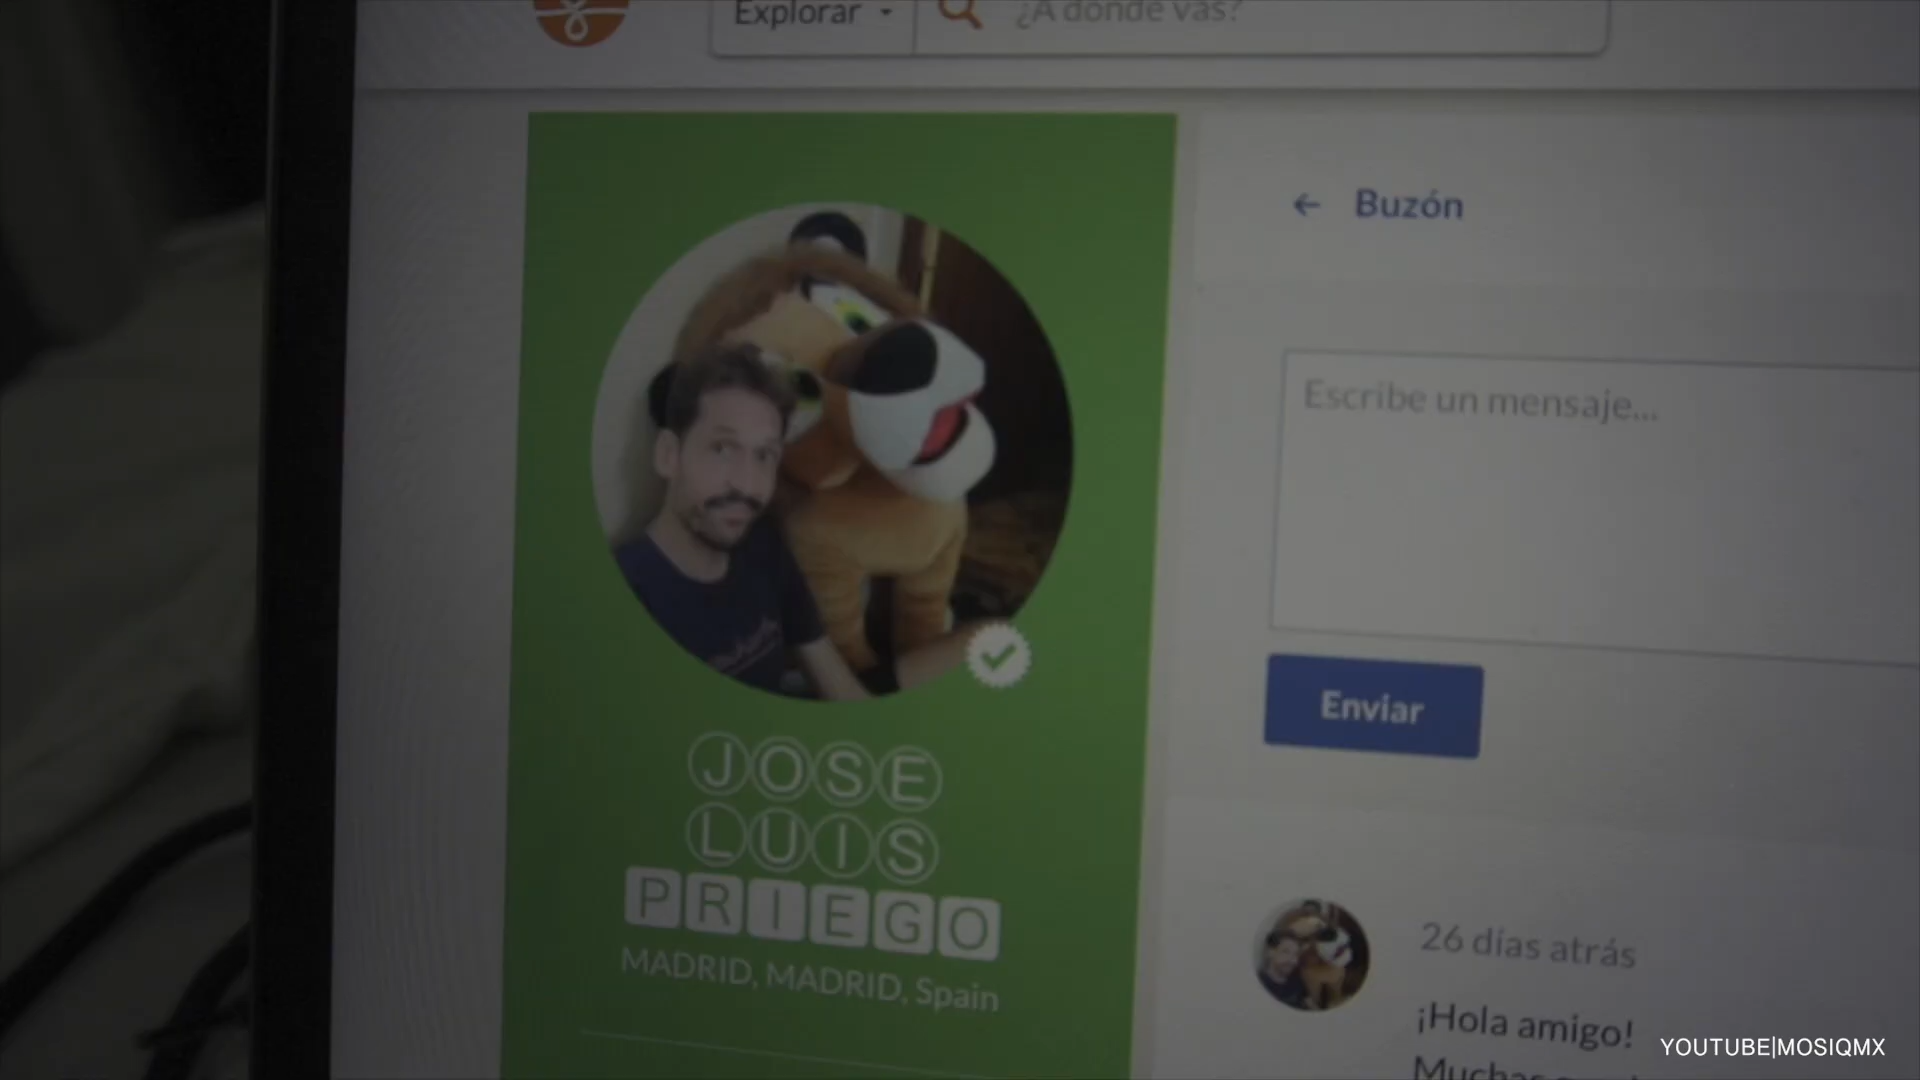 Explorar
¿A dónde vas?
Buzón
Escribe un mensaje...
Enviar
JOSE
LUIS
PRIEGO
MADRID, MADRID, Spain
26 días atrás
¡Hola amigo!
YOUTUBE|MOSIQMX